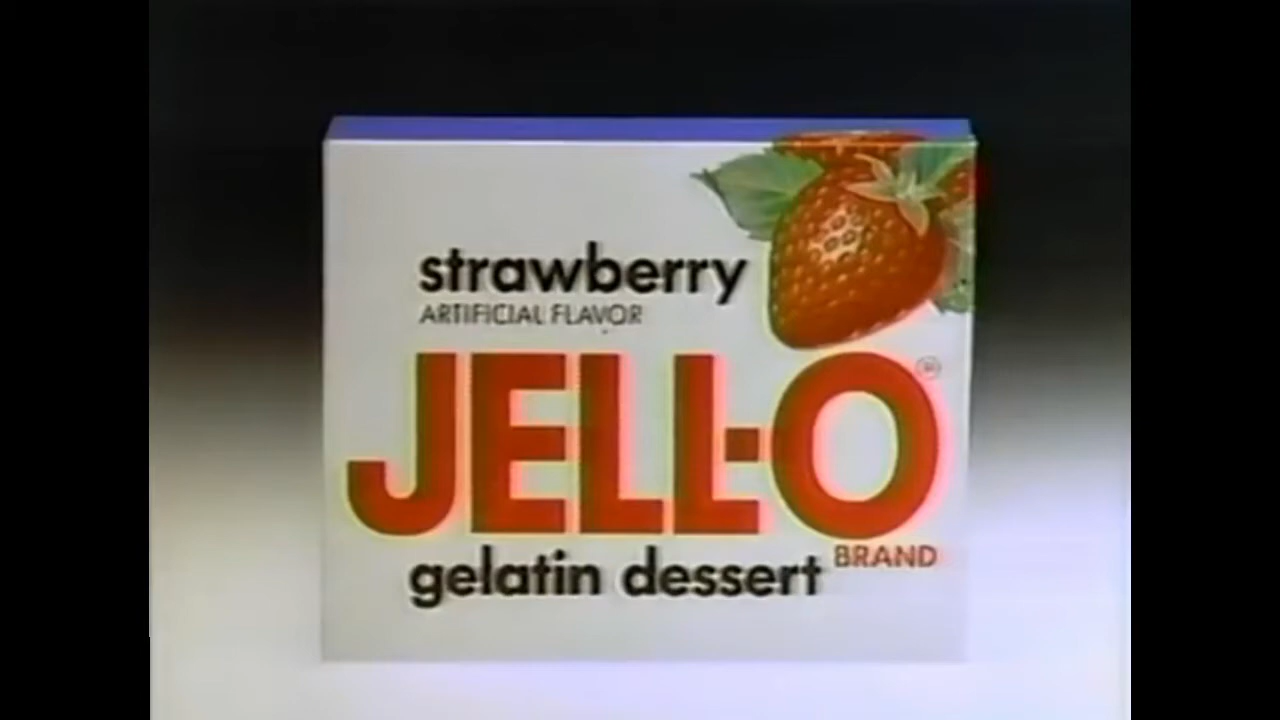 strawberry
ARTIFICIAL FLAVOR
JELL-O®
BRAND
gelatin dessert